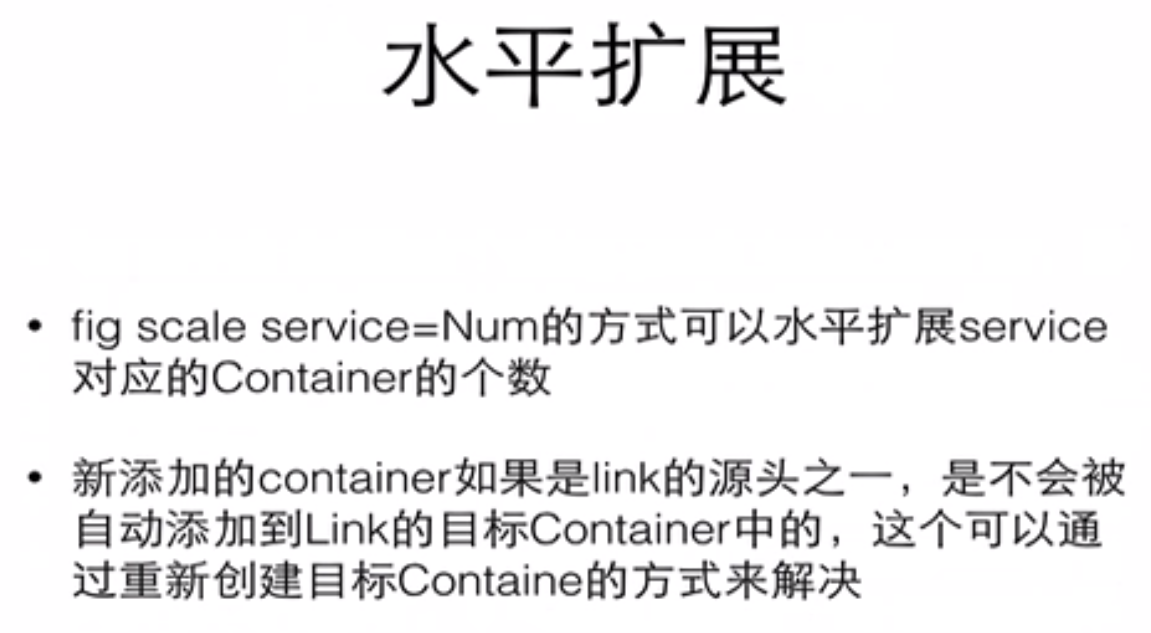 水平扩展
• fig scale service=Num的方式可以水平扩展service
对应的Container的个数
• 新添加的container如果是link的源头之一，是不会被
自动添加到Link的目标Container中的，这个可以通
过重新创建目标Containe的方式来解决